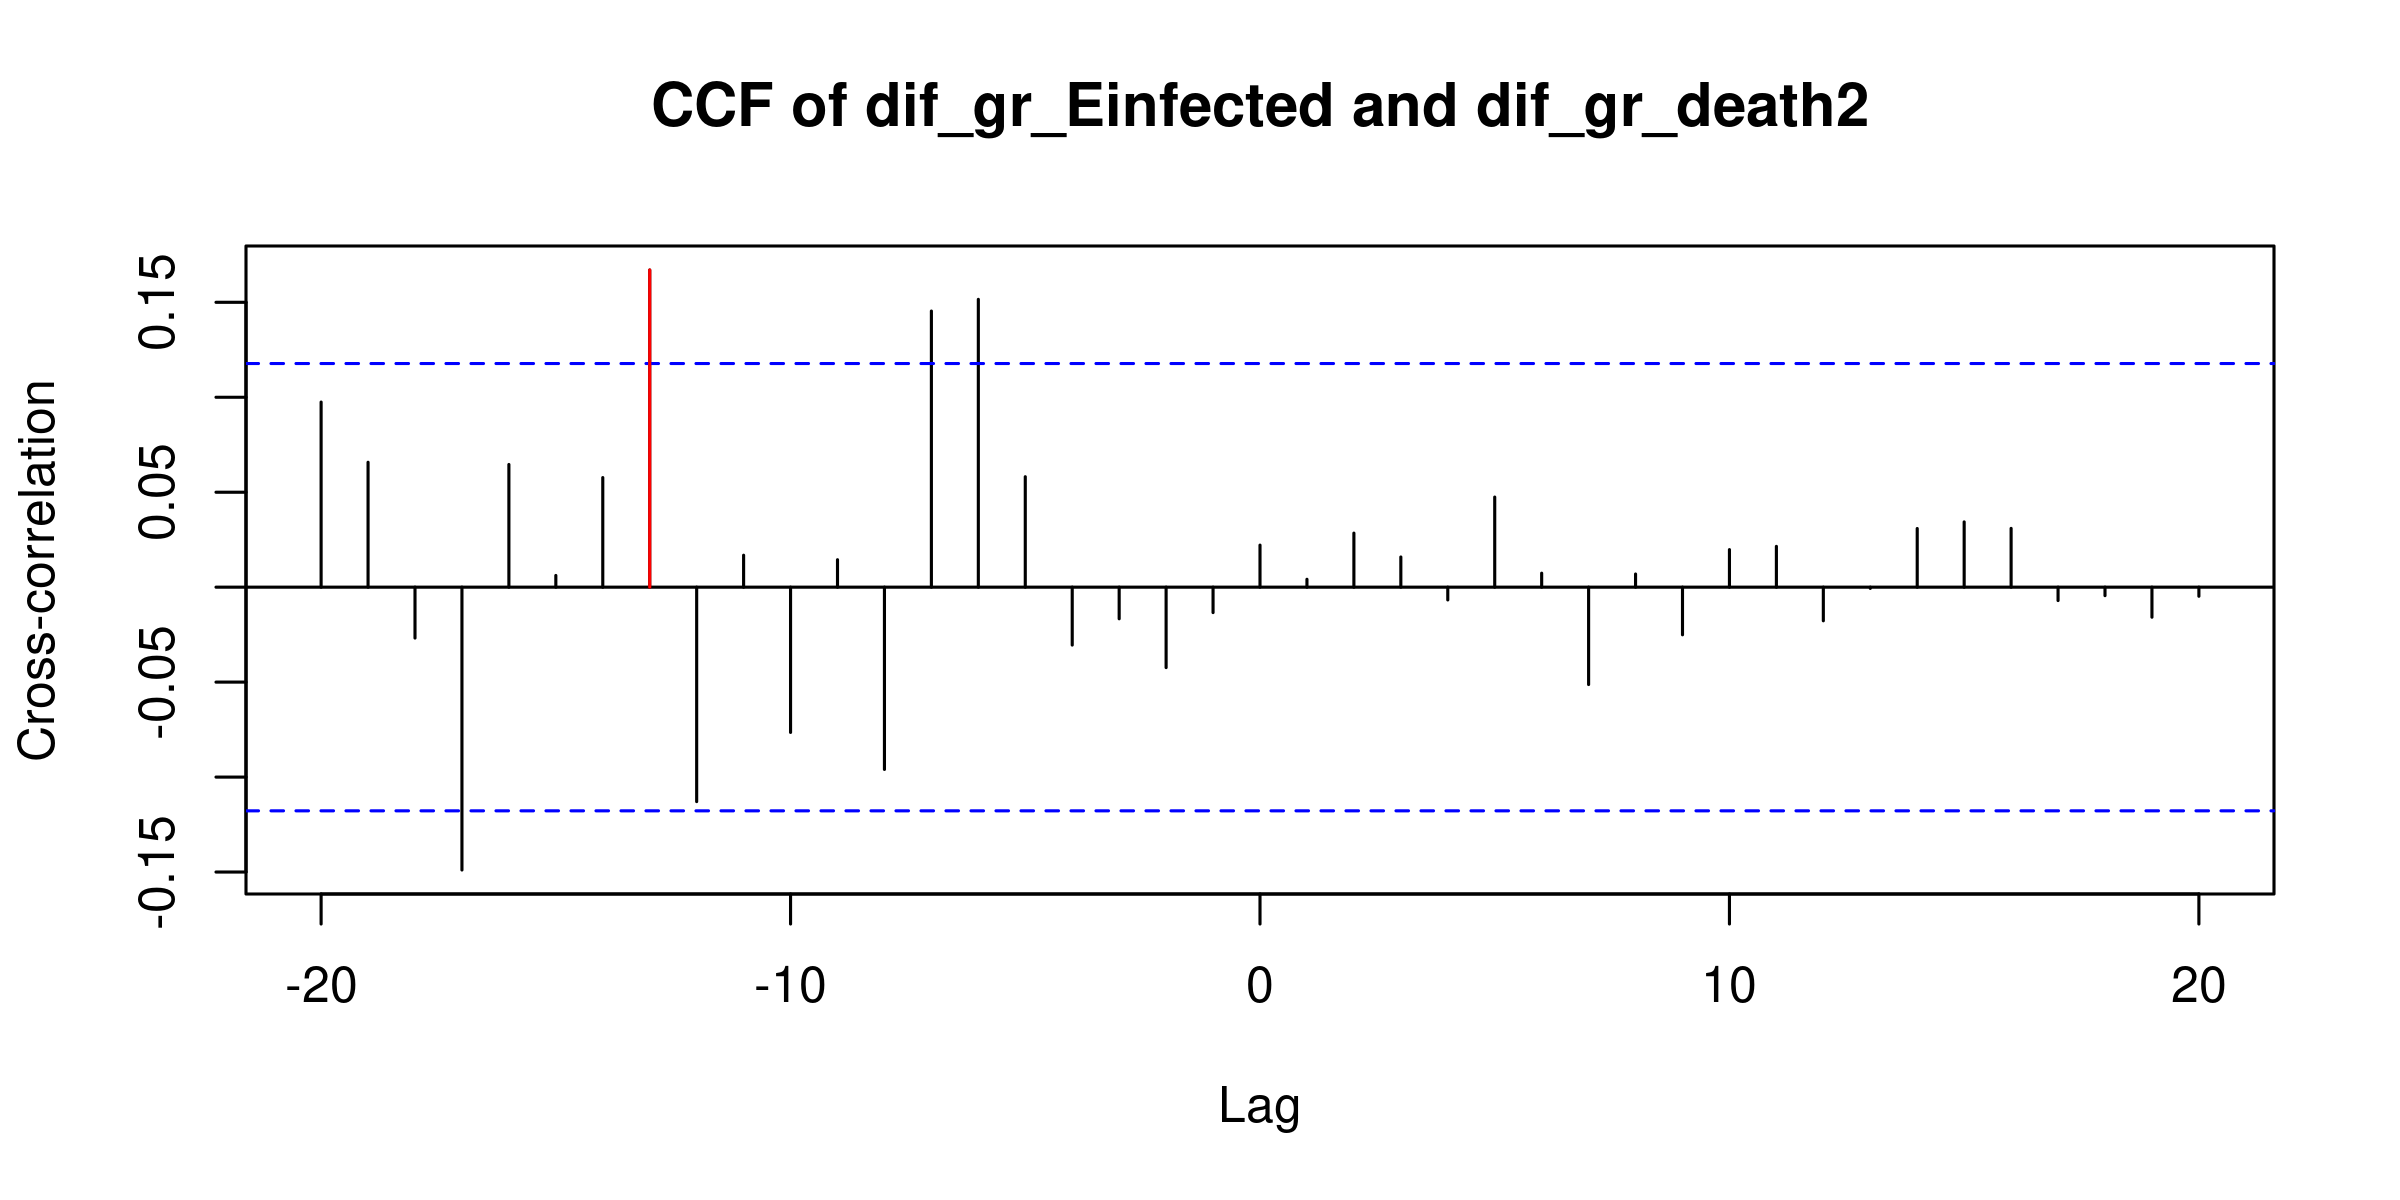 CCF of dif_gr_Einfected and dif_gr_death2
Cross-correlation
0.15
0.05
-0.05
-0.15
-20 -10 0 10 20
Lag